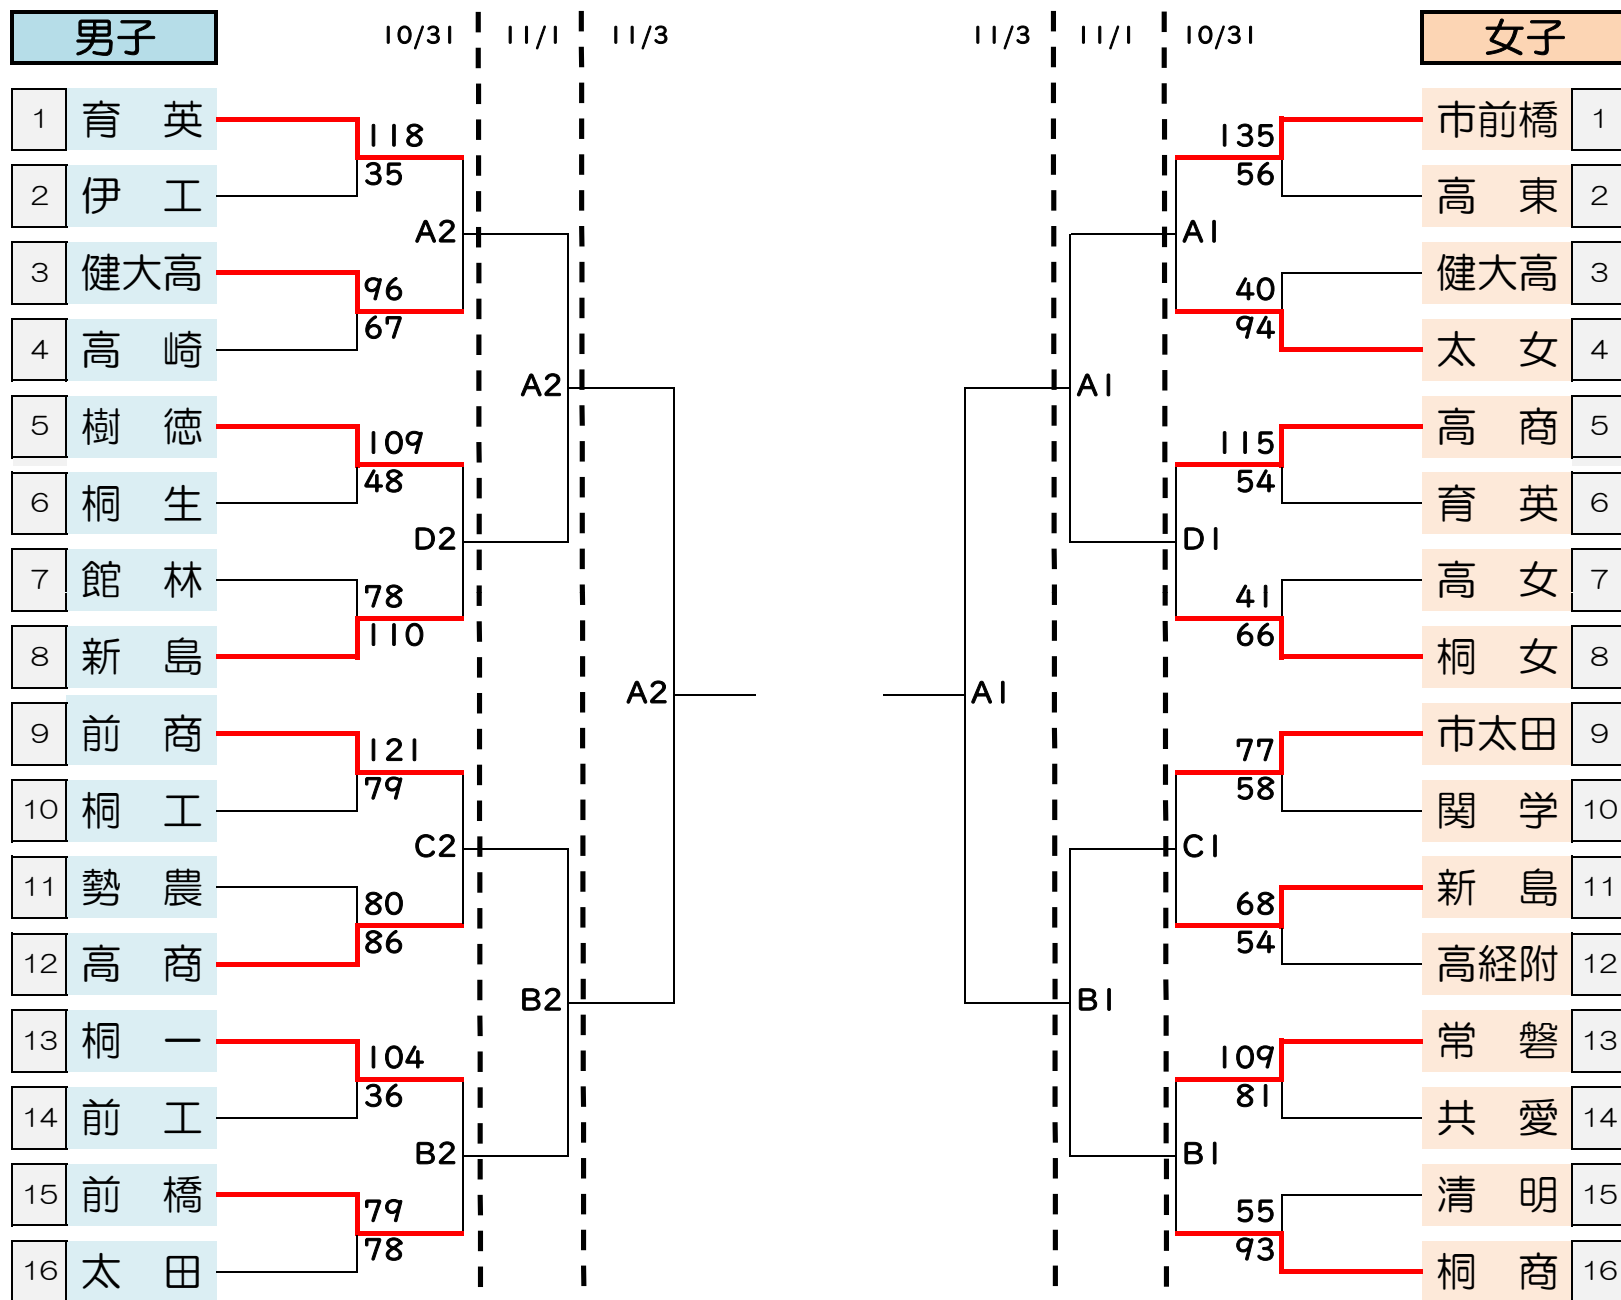 男子 10/31 11/1 11/3 11/3 11/1 10/31 女子
1 育 英 118 135 市前橋 1
2 伊 工 35 56 高 東 2
A2 A1
3 健大高 96 40 健大高 3
4 高 崎 67 94 太 女 4
A2 A1
5 樹 徳 109 115 高 商 5
6 桐 生 48 54 育 英 6
D2 D1
7 館 林 78 41 高 女 7
8 新 島 110 66 桐 女 8
A2 A1
9 前 商 121 77 市太田 9
10 桐 工 79 58 関 学 10
C2 C1
11 勢 農 80 68 新 島 11
12 高 商 86 54 高経附 12
B2 B1
13 桐 一 104 109 常 磐 13
14 前 工 36 81 共 愛 14
B2 B1
15 前 橋 79 55 清 明 15
16 太 田 78 93 桐 商 16